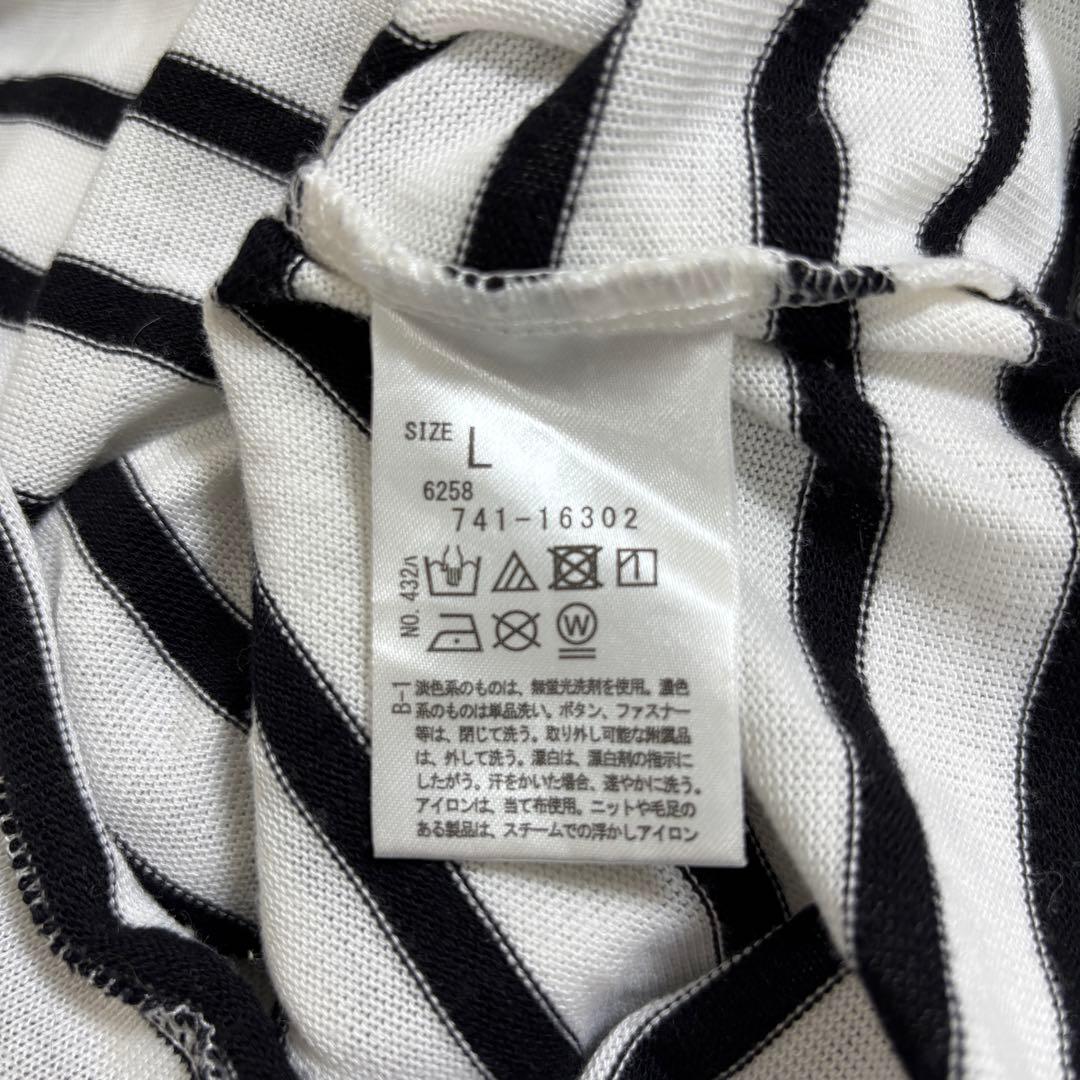 SIZE L
6258
741-16302
NO. 432ハ
W
B-1
淡色系のものは、無蛍光洗剤を使用。濃色
系のものは単品洗い。ボタン、ファスナー
等は、閉じて洗う。取り外し可能な附属品
は、外して洗う。漂白は、漂白剤の指示に
したがう。汗をかいた場合、速やかに洗う。
アイロンは、当て布使用。ニットや毛足の
ある製品は、スチームでの浮かしアイロン